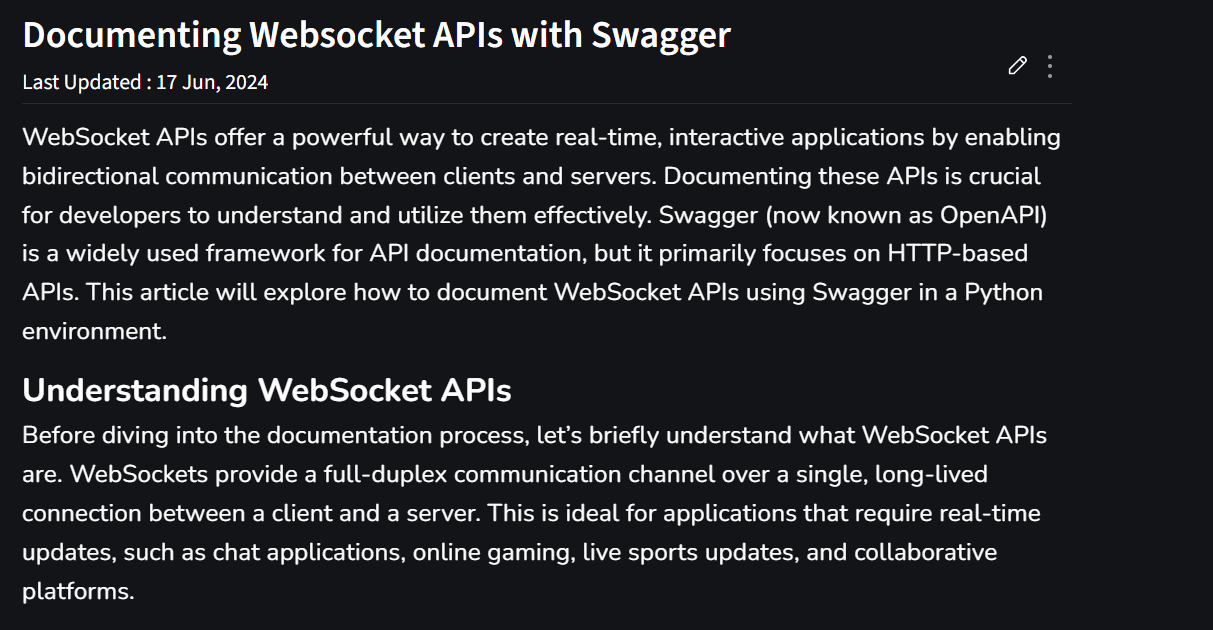 Documenting Websocket APIs with Swagger
Last Updated : 17 Jun, 2024
WebSocket APIs offer a powerful way to create real-time, interactive applications by enabling
bidirectional communication between clients and servers. Documenting these APIs is crucial
for developers to understand and utilize them effectively. Swagger (now known as OpenAPI)
is a widely used framework for API documentation, but it primarily focuses on HTTP-based
APIs. This article will explore how to document WebSocket APIs using Swagger in a Python
environment.
Understanding WebSocket APIs
Before diving into the documentation process, let’s briefly understand what WebSocket APIs
are. WebSockets provide a full-duplex communication channel over a single, long-lived
connection between a client and a server. This is ideal for applications that require real-time
updates, such as chat applications, online gaming, live sports updates, and collaborative
platforms.